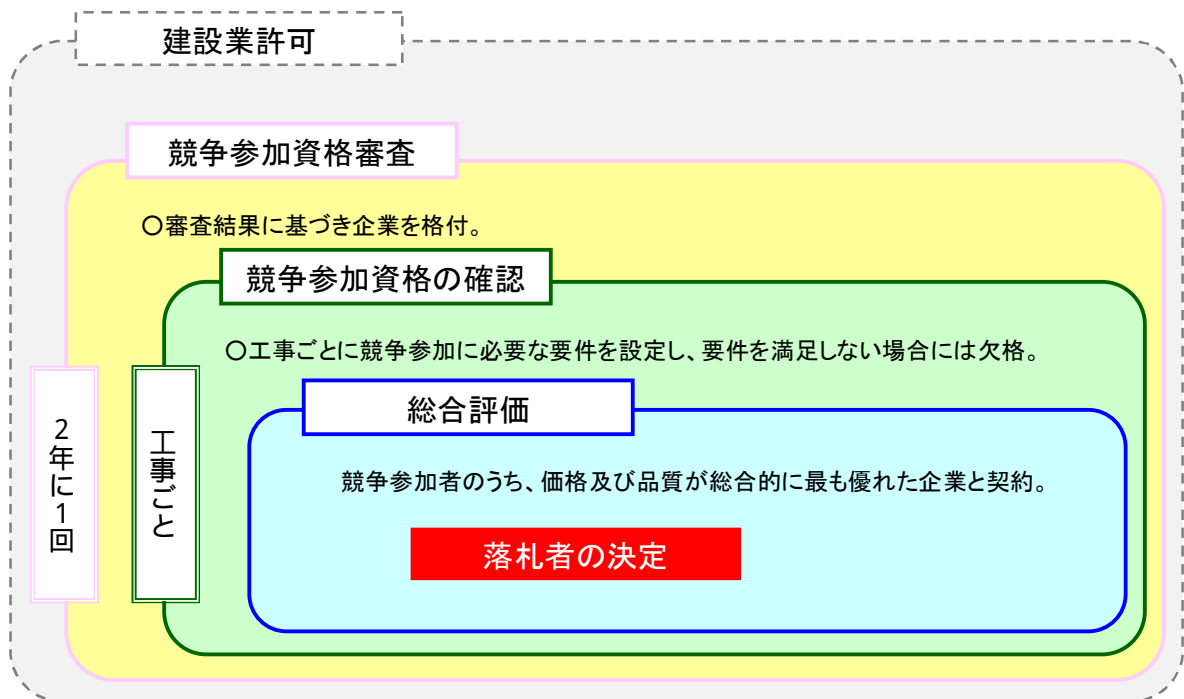 建設業許可
競争参加資格審査
〇審査結果に基づき企業を格付。
競争参加資格の確認
〇工事ごとに競争参加に必要な要件を設定し、要件を満足しない場合には欠格。
総合評価
2年に1回
工事ごと
競争参加者のうち、価格及び品質が総合的に最も優れた企業と契約。
落札者の決定